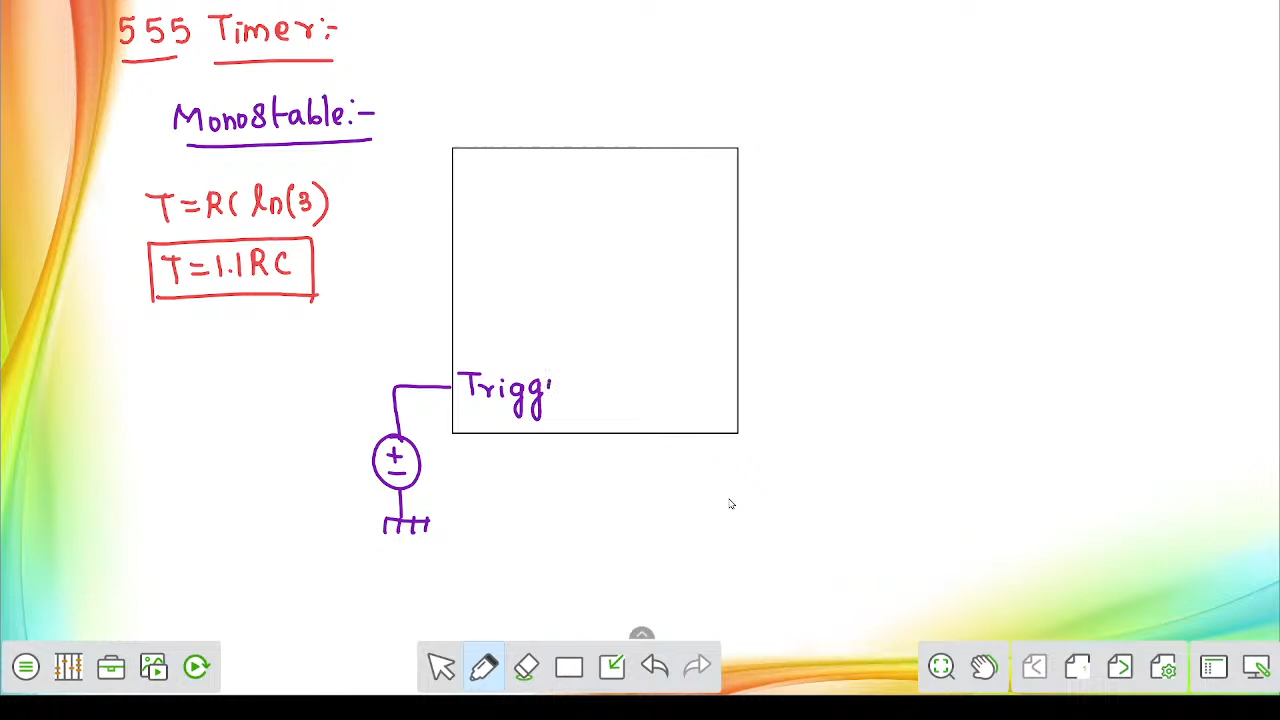 555 Timer:-
Monostable:-
T=RC ln(3)
T=1.1RC
Trigg
+
-